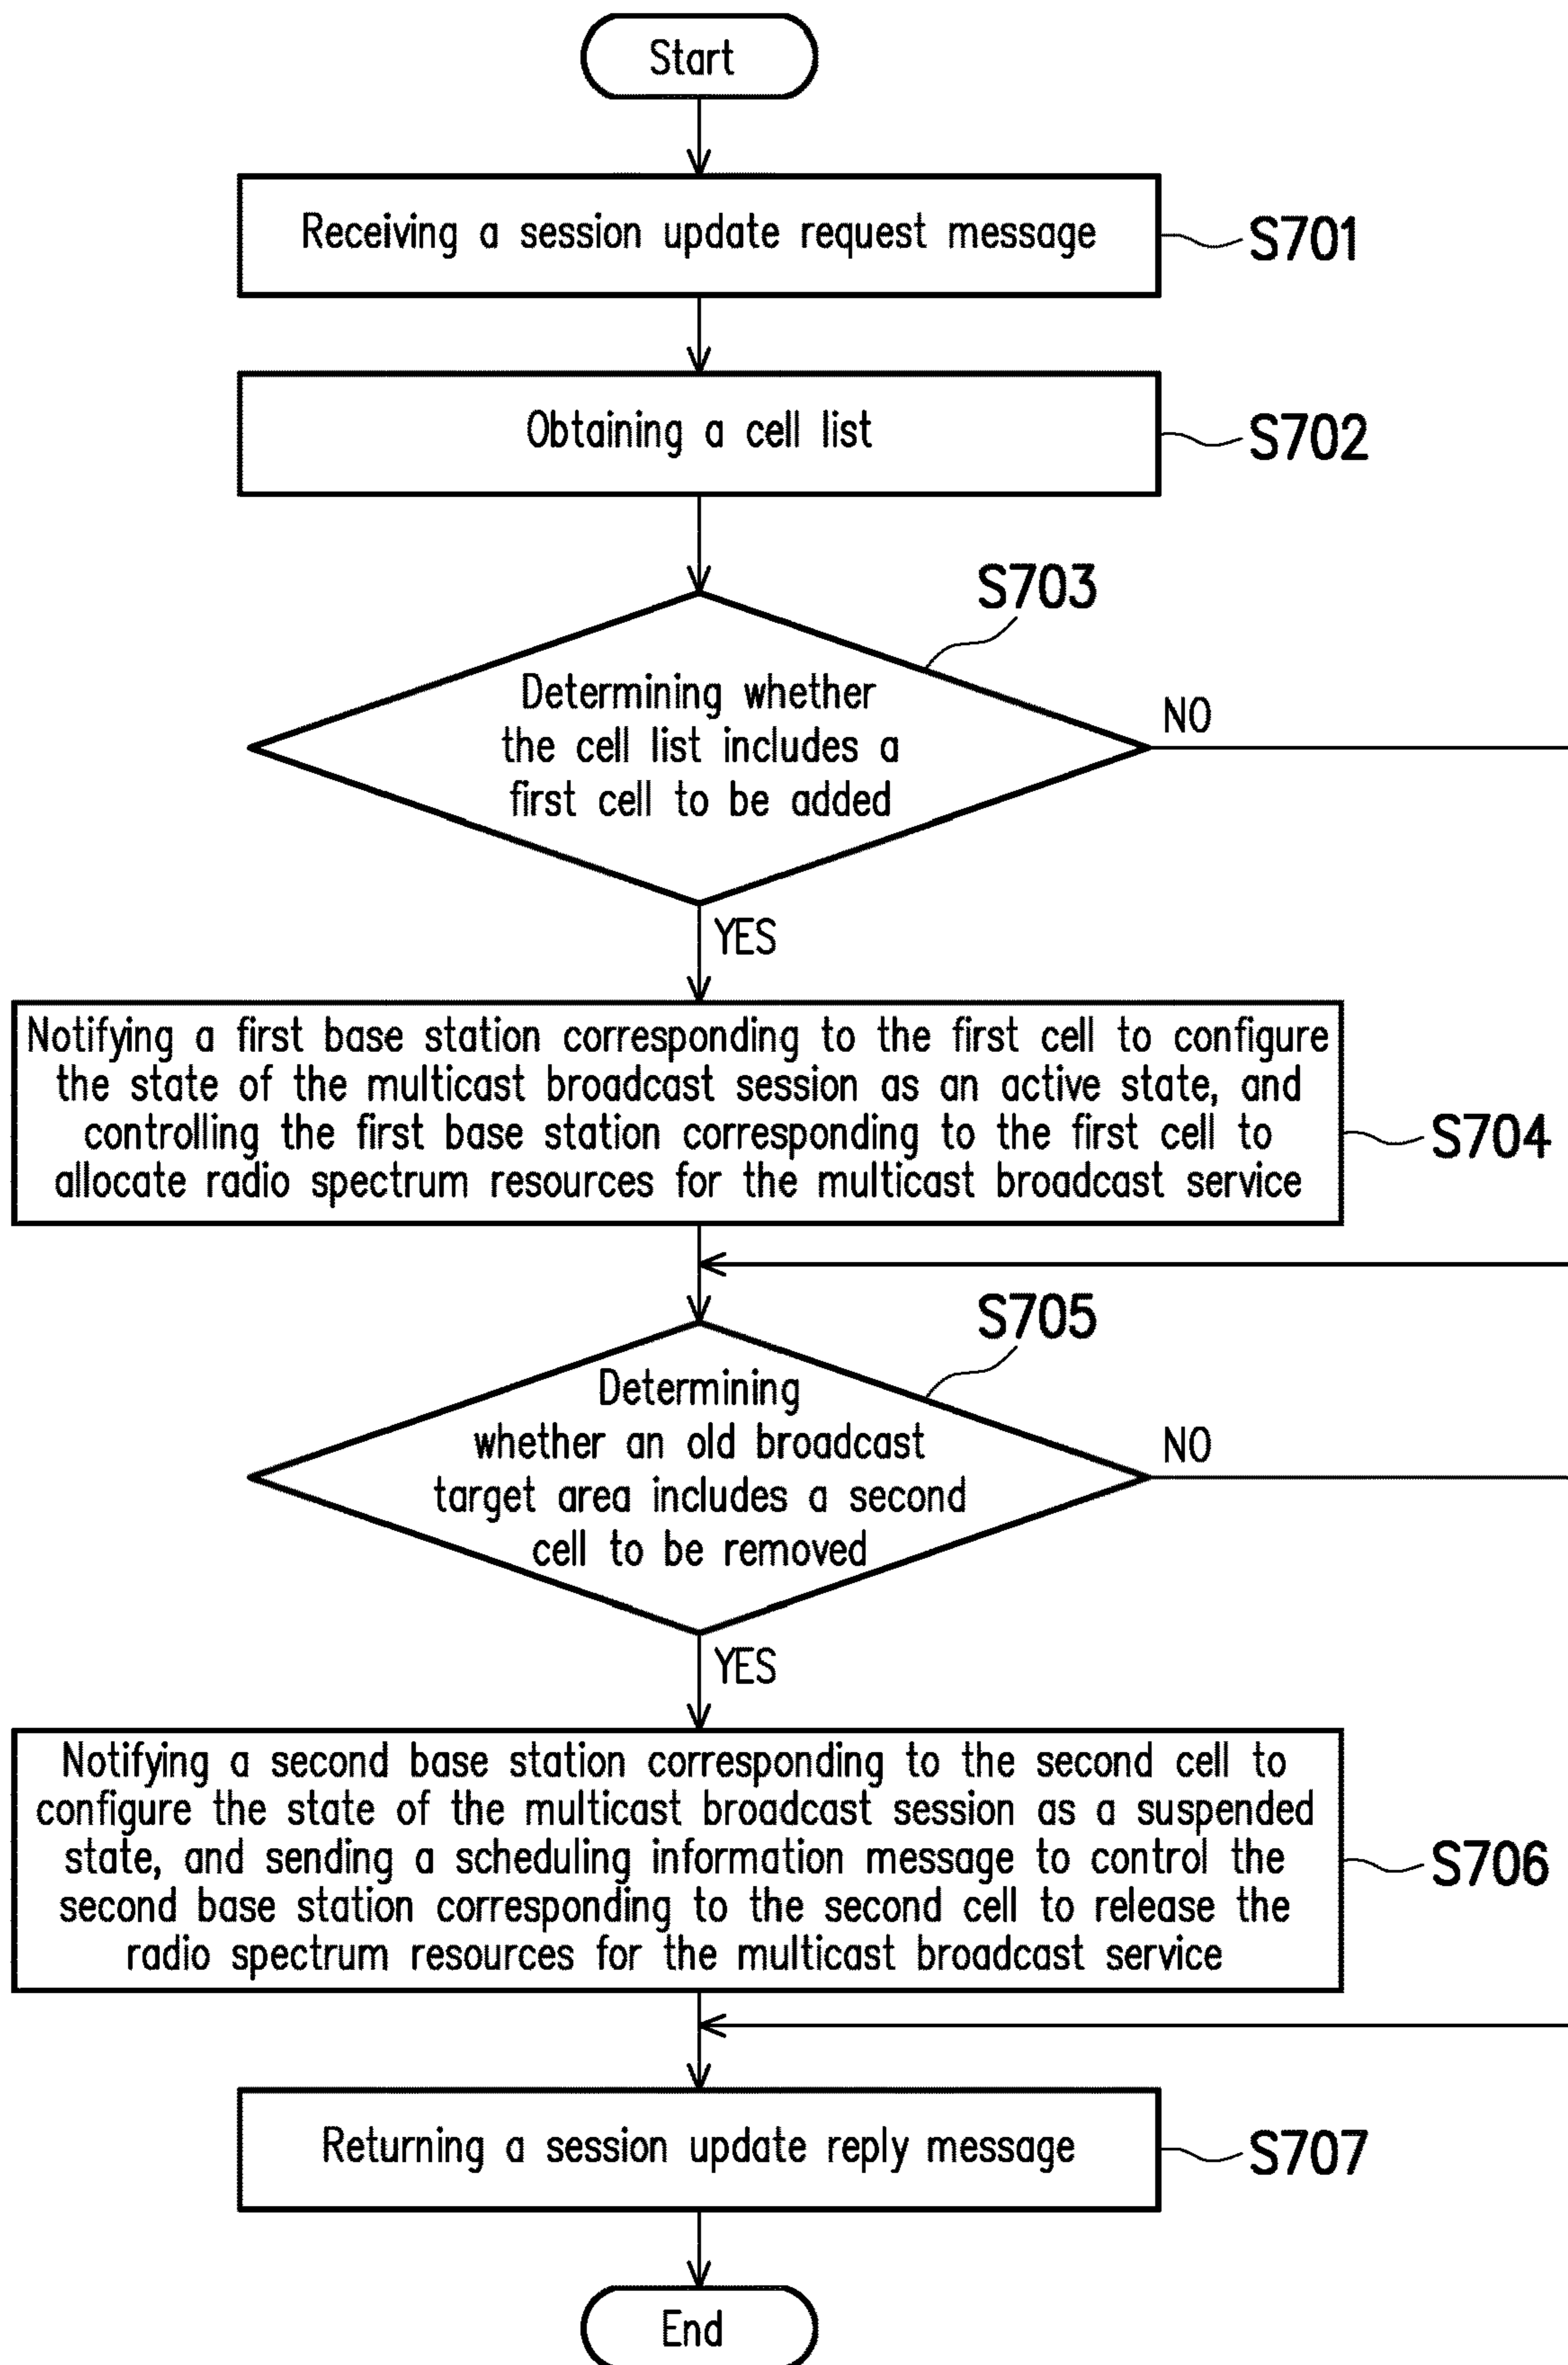 Start
Receiving a session update request message
S701
Obtaining a cell list
S702
S703
Determining whether
the cell list includes a
first cell to be added
NO
YES
Notifying a first base station corresponding to the first cell to configure
the state of the multicast broadcast session as an active state, and
controlling the first base station corresponding to the first cell to
allocate radio spectrum resources for the multicast broadcast service
S704
S705
Determining
whether an old broadcast
target area includes a second
cell to be removed
NO
YES
Notifying a second base station corresponding to the second cell to
configure the state of the multicast broadcast session as a suspended
state, and sending a scheduling information message to control the
second base station corresponding to the second cell to release the
radio spectrum resources for the multicast broadcast service
S706
Returning a session update reply message
S707
End